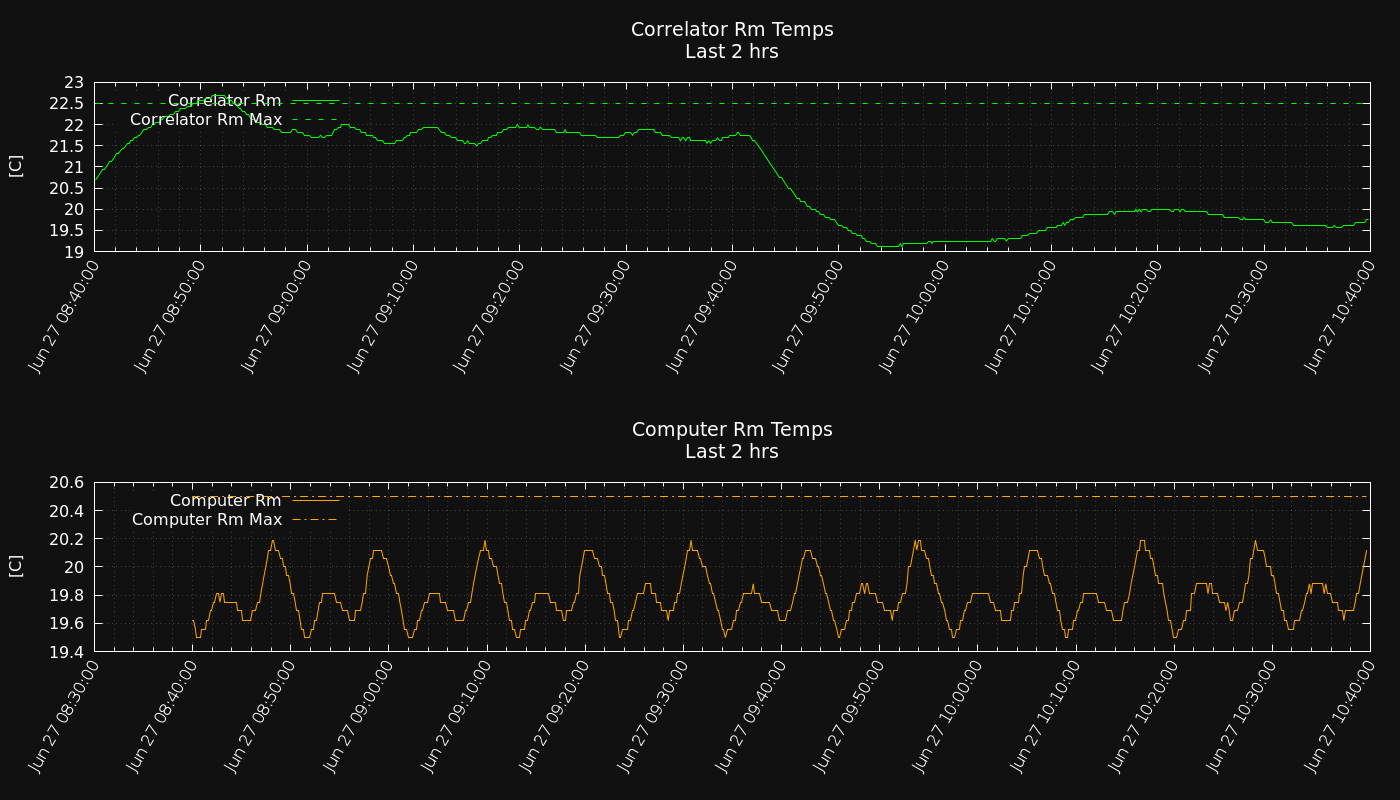 Correlator Rm Temps
Last 2 hrs
Correlator Rm
Correlator Rm Max
[C]
23
22.5
22
21.5
21
20.5
20
19.5
19
Jun 27 08:40:00
Jun 27 08:50:00
Jun 27 09:00:00
Jun 27 09:10:00
Jun 27 09:20:00
Jun 27 09:30:00
Jun 27 09:40:00
Jun 27 09:50:00
Jun 27 10:00:00
Jun 27 10:10:00
Jun 27 10:20:00
Jun 27 10:30:00
Jun 27 10:40:00
Computer Rm Temps
Last 2 hrs
Computer Rm
Computer Rm Max
[C]
20.6
20.4
20.2
20
19.8
19.6
19.4
Jun 27 08:30:00
Jun 27 08:40:00
Jun 27 08:50:00
Jun 27 09:00:00
Jun 27 09:10:00
Jun 27 09:20:00
Jun 27 09:30:00
Jun 27 09:40:00
Jun 27 09:50:00
Jun 27 10:00:00
Jun 27 10:10:00
Jun 27 10:20:00
Jun 27 10:30:00
Jun 27 10:40:00